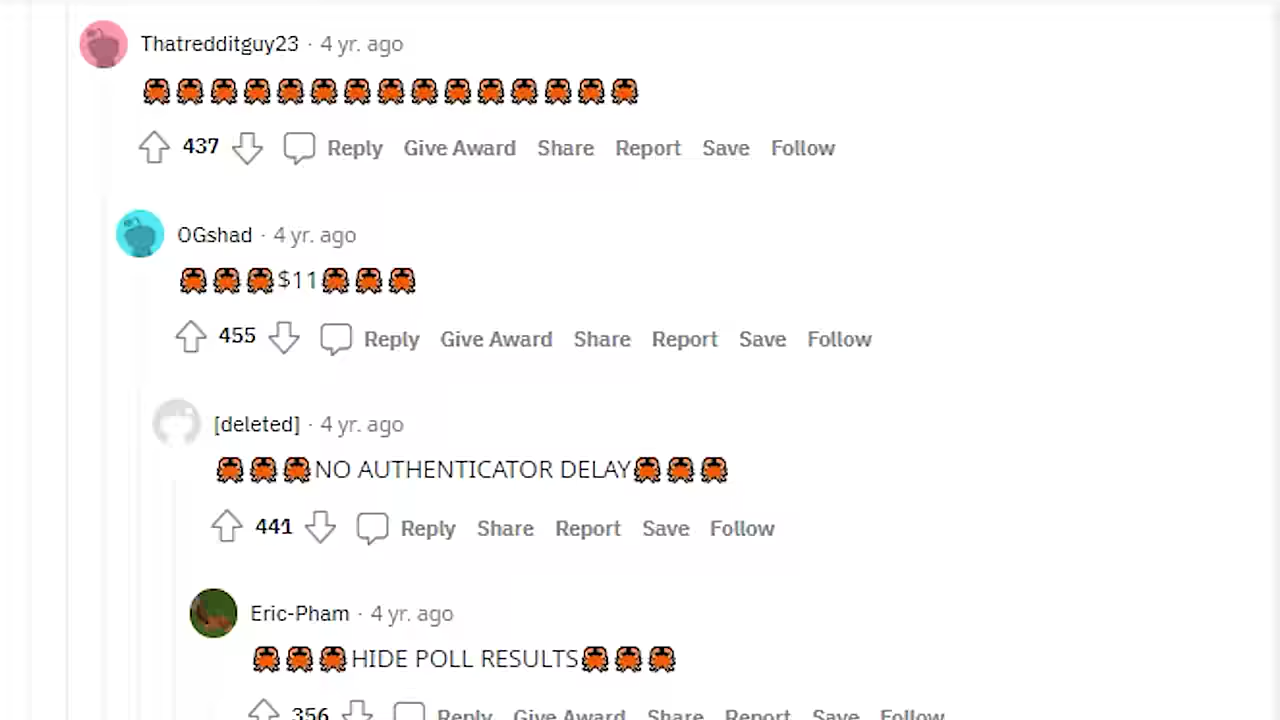 Thatredditguy23 · 4 yr. ago
🦀🦀🦀🦀🦀🦀🦀🦀🦀🦀🦀🦀🦀🦀🦀
437 Reply Give Award Share Report Save Follow
OGshad · 4 yr. ago
🦀🦀🦀$11🦀🦀🦀
455 Reply Give Award Share Report Save Follow
[deleted] · 4 yr. ago
🦀🦀🦀NO AUTHENTICATOR DELAY🦀🦀🦀
441 Reply Share Report Save Follow
Eric-Pham · 4 yr. ago
🦀🦀🦀HIDE POLL RESULTS🦀🦀🦀
356 Reply Give Award Share Report Save Follow